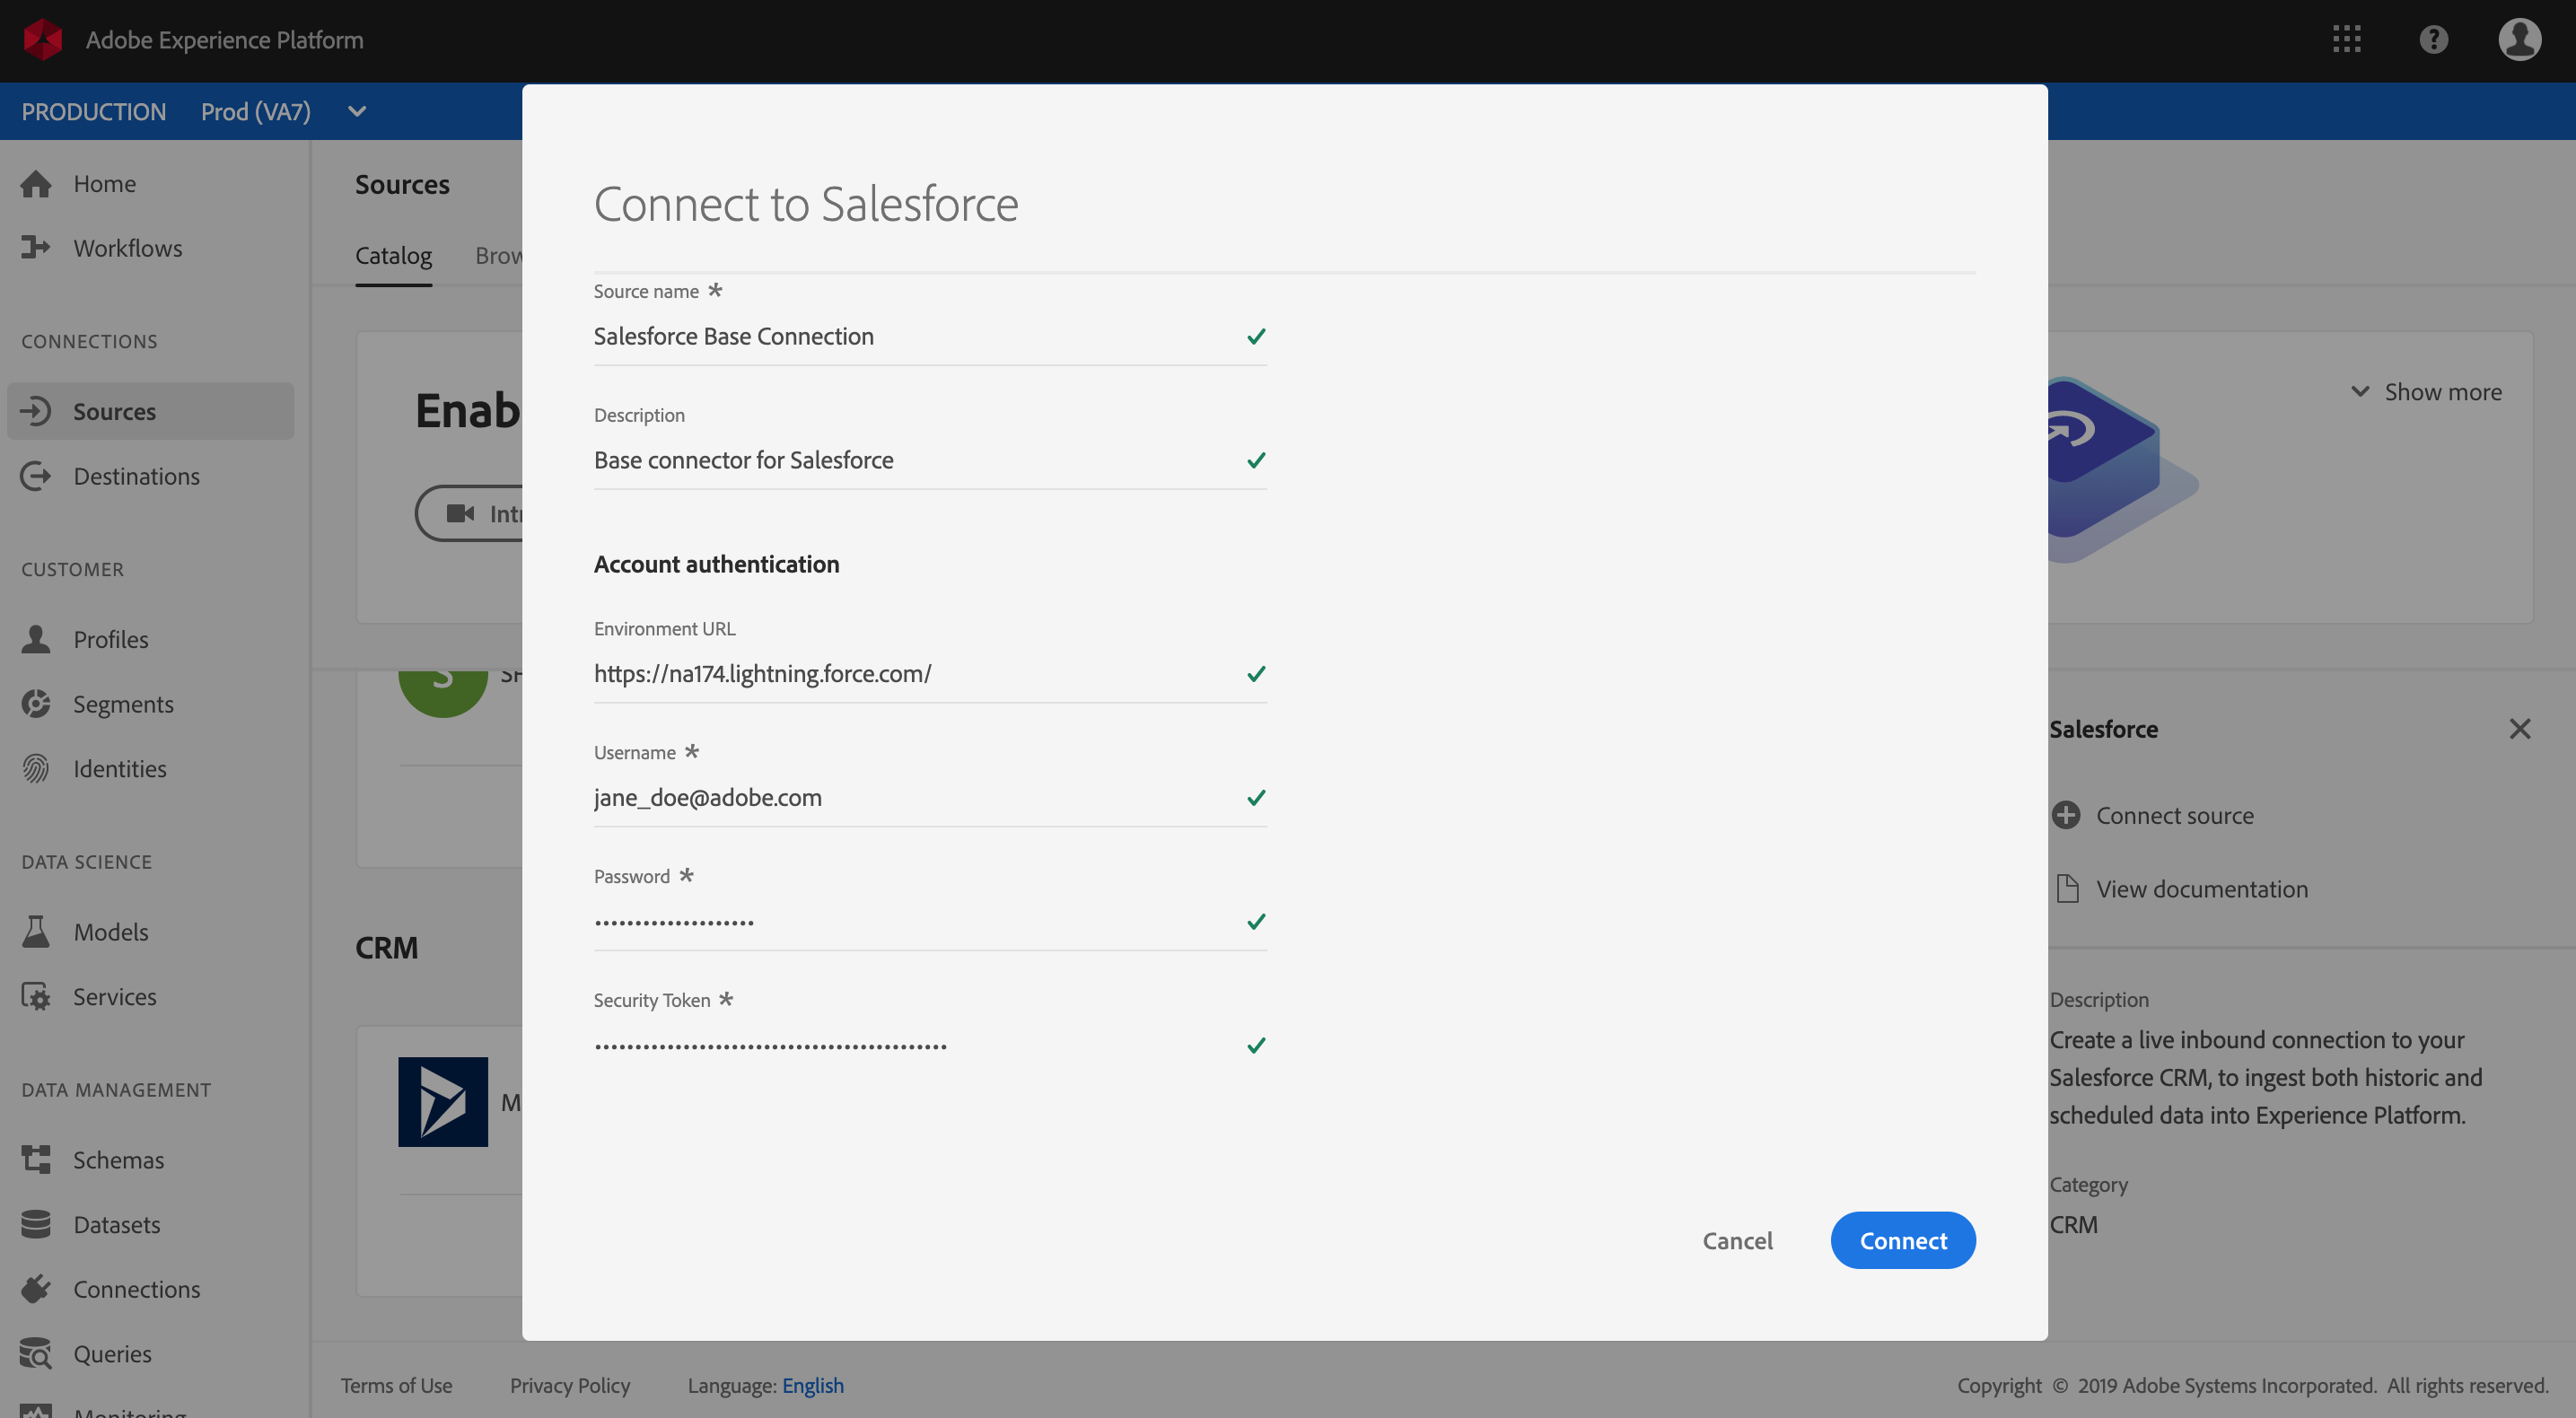 Adobe Experience Platform
PRODUCTION Prod (VA7)
Home
Workflows
CONNECTIONS
Sources
Destinations
CUSTOMER
Profiles
Segments
Identities
DATA SCIENCE
Models
Services
DATA MANAGEMENT
Schemas
Datasets
Connections
Queries
Monitoring
Sources
Catalog Brow
Enab
Intr
S SH
CRM
M
Connect to Salesforce
Source name *
Salesforce Base Connection
Description
Base connector for Salesforce
Account authentication
Environment URL
https://na174.lightning.force.com/
Username *
jane_doe@adobe.com
Password *
Security Token *
Cancel Connect
Show more
Salesforce
Connect source
View documentation
Description
Create a live inbound connection to your
Salesforce CRM, to ingest both historic and
scheduled data into Experience Platform.
Category
CRM
Terms of Use Privacy Policy Language: English
Copyright © 2019 Adobe Systems Incorporated. All rights reserved.